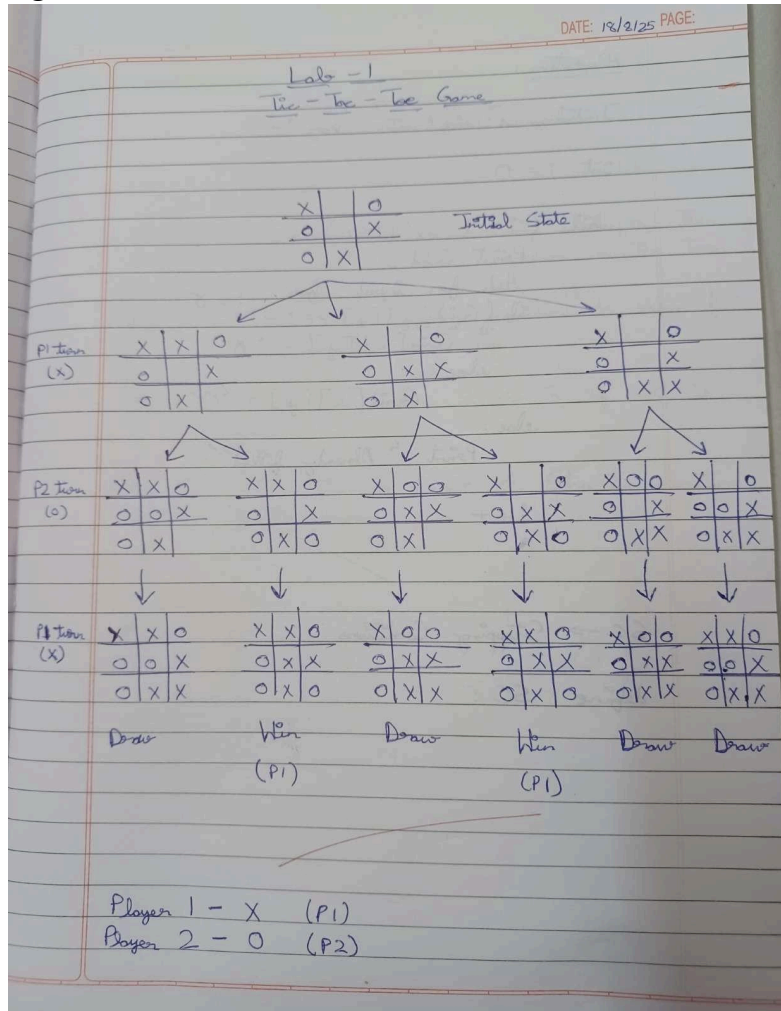 DATE: 18/2/25 PAGE:
Lab - 1
Tic - Tac - Toe Game
X | | O
O | | X Initial State
O | X |
P1 turn X | X | O X | | O X | | O
(X) O | | X O | X | X O | | X
O | X | O | X | O | X | X
P2 turn X | X | O X | X | O X | O | O X | | O X | O | O X | | O
(O) O | O | X O | | X O | X | X O | X | X O | | X O | O | X
O | X | O | X | O O | X | O | X | O O | X | X O | X | X
P1 turn X | X | O X | X | O X | O | O X | X | O X | O | O X | X | O
(X) O | O | X O | X | X O | X | X O | X | X O | X | X O | O | X
O | X | X O | X | O O | X | X O | X | O O | X | X O | X | X
Draw Win Draw Win Draw Draw
(P1) (P1)
Player 1 - X (P1)
Player 2 - O (P2)